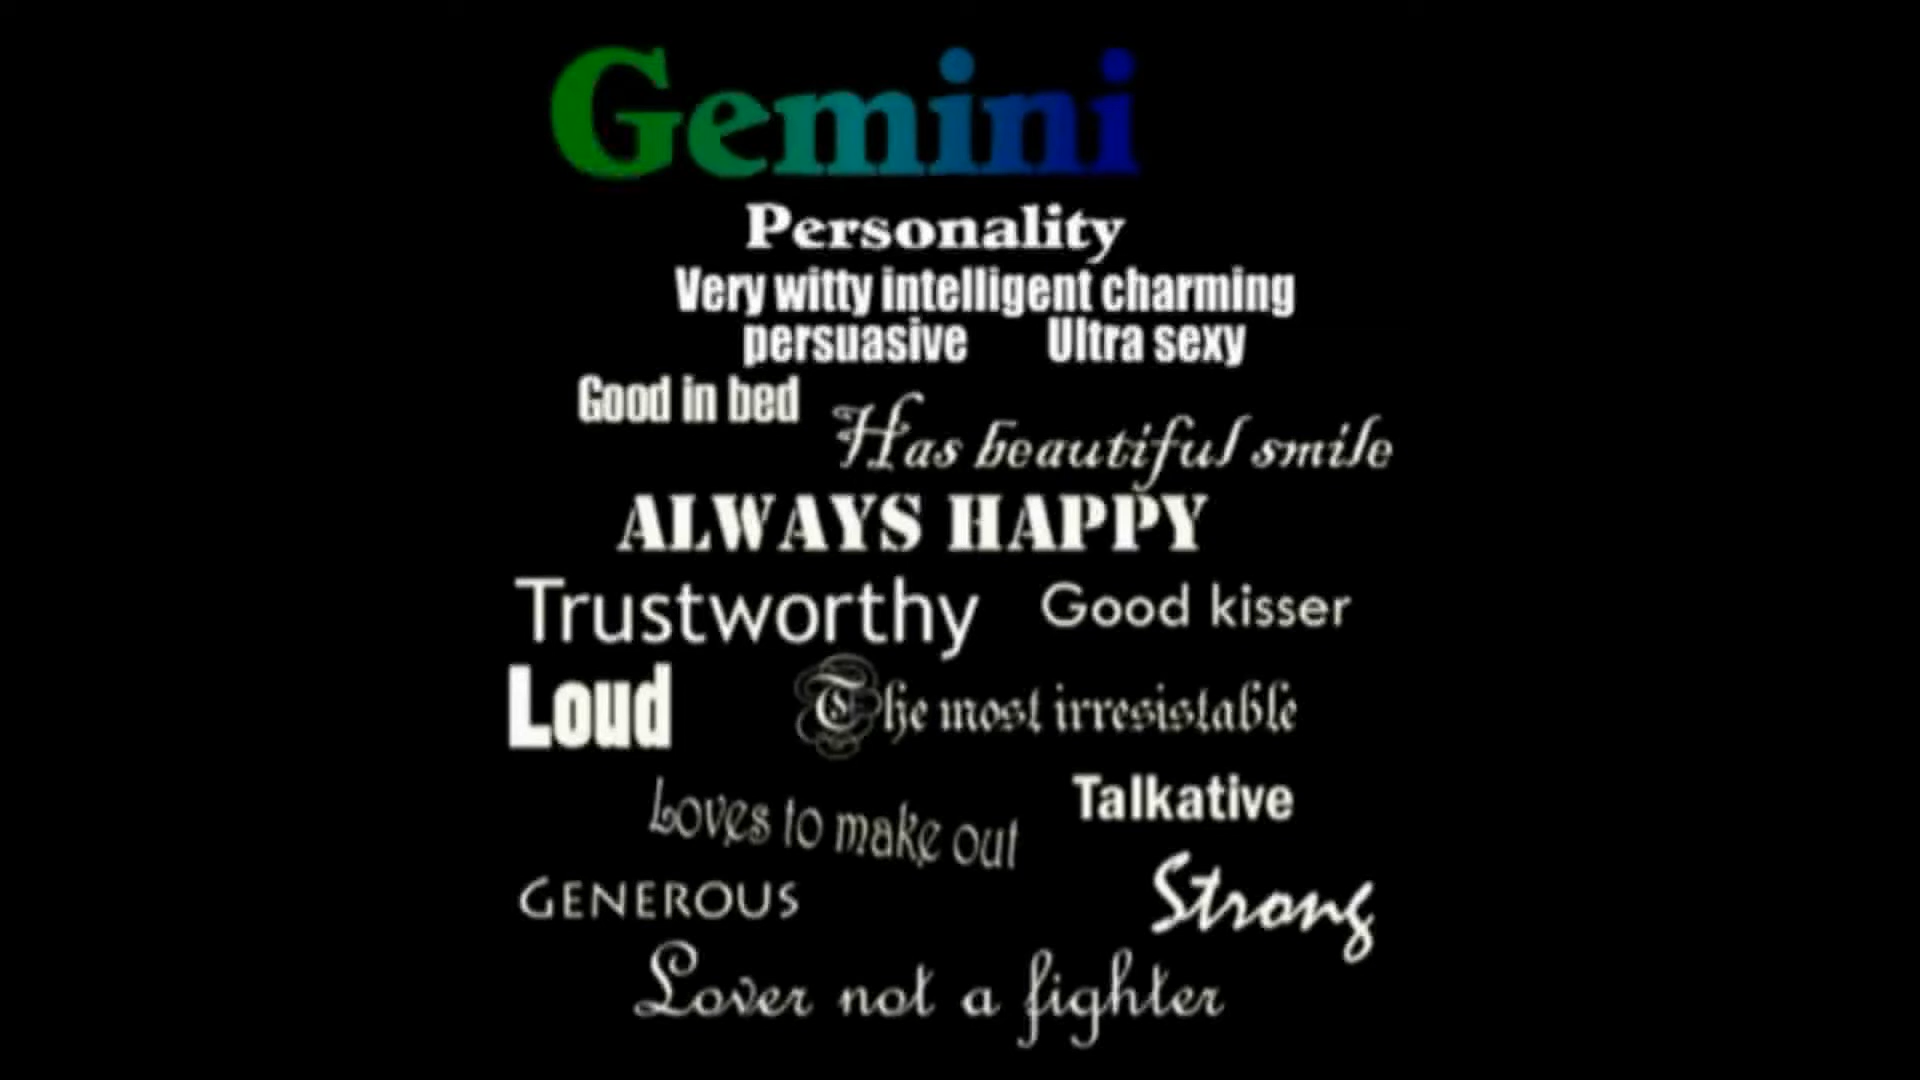 Gemini
Personality
Very witty intelligent charming
persuasive Ultra sexy
Good in bed
Has beautiful smile
ALWAYS HAPPY
Trustworthy Good kisser
Loud The most irresistable
Loves to make out
Talkative
GENEROUS Strong
Lover not a fighter